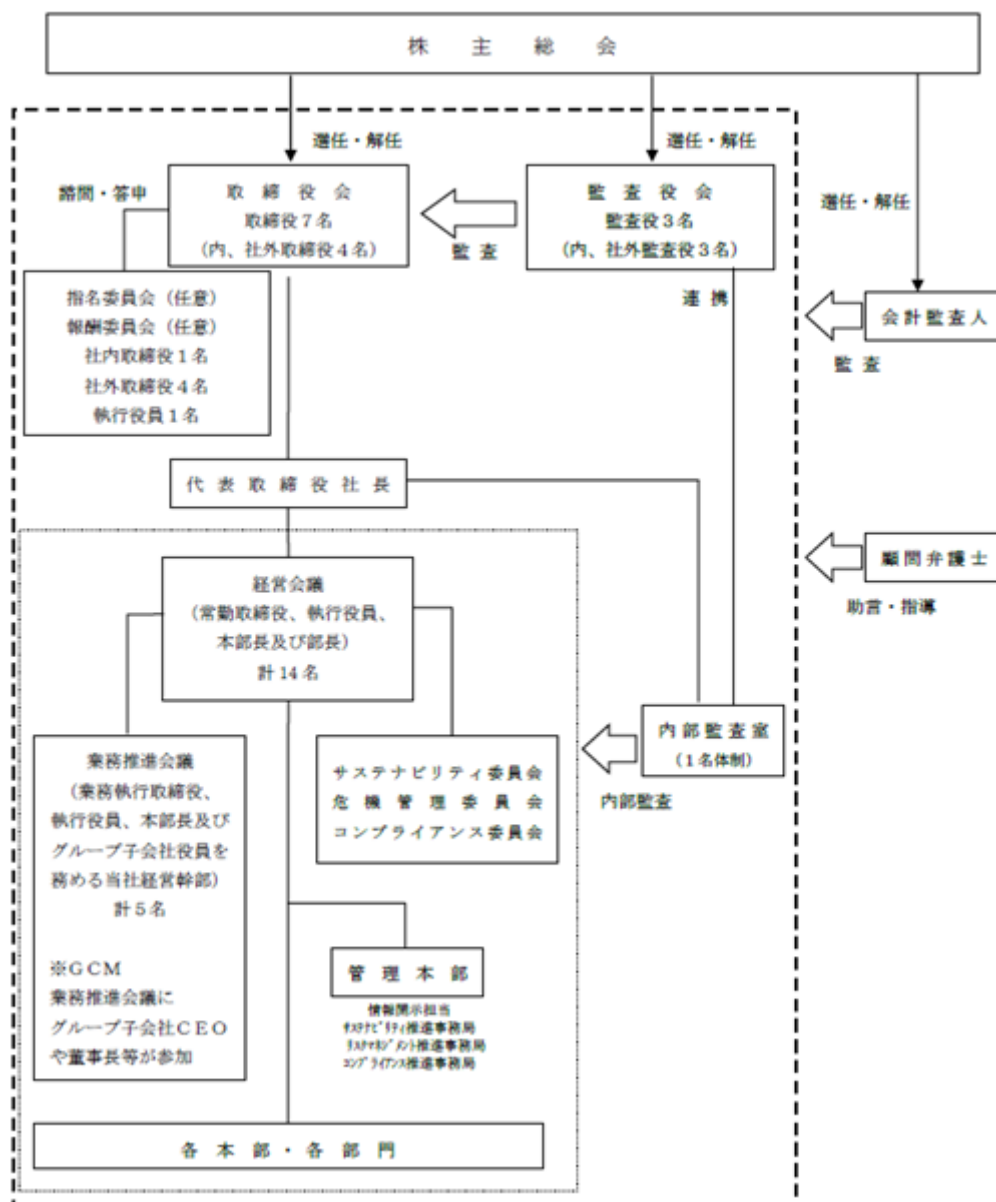 株主総会
選任・解任
選任・解任
選任・解任
諮問・答申
取締役会
取締役7名
(内、社外取締役4名)
監査
監査役会
監査役3名
(内、社外監査役3名)
連携
会計監査人
監査
指名委員会(任意)
報酬委員会(任意)
社内取締役1名
社外取締役4名
執行役員1名
代表取締役社長
顧問弁護士
助言・指導
経営会議
(常勤取締役、執行役員、
本部長及び部長)
計14名
内部監査室
(1名体制)
内部監査
業務推進会議
(業務執行取締役、
執行役員、本部長及び
グループ子会社役員を
務める当社経営幹部)
計5名
※GCM
業務推進会議に
グループ子会社CEO
や董事長等が参加
サステナビリティ委員会
危機管理委員会
コンプライアンス委員会
管理本部
情報開示担当
ｻｽﾃﾅﾋﾞﾘﾃｨ推進事務局
ﾘｽｸﾏﾈｼﾞﾒﾝﾄ推進事務局
ｺﾝﾌﾟﾗｲｱﾝｽ推進事務局
各本部・各部門